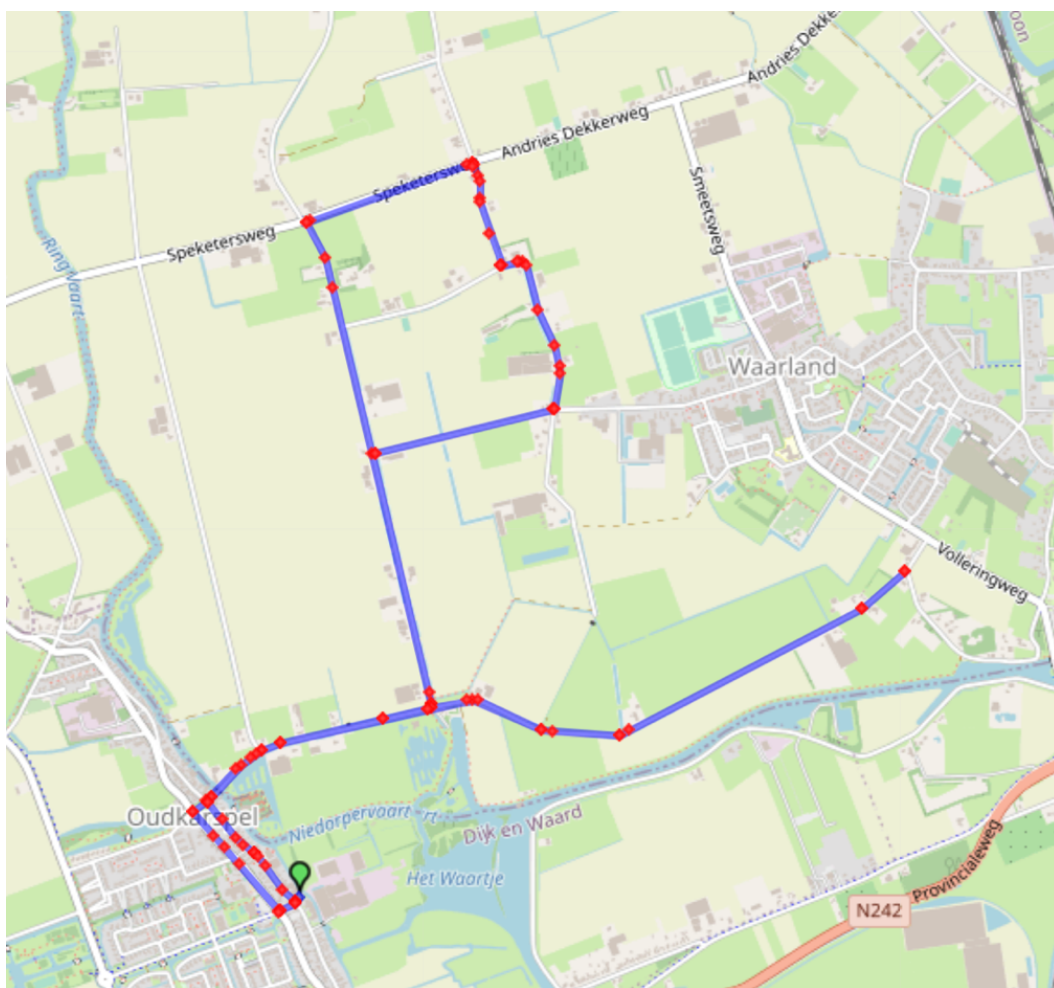 Andries Dekke
Andries Dekkerweg
Speketersw
Speketersweg
Smeetsweg
Ringvaart
Waarland
Volleringweg
Oudkarspel
Niedorpervaart
rt
Dijk en Waard
Het Waartje
Provincialeweg
N242